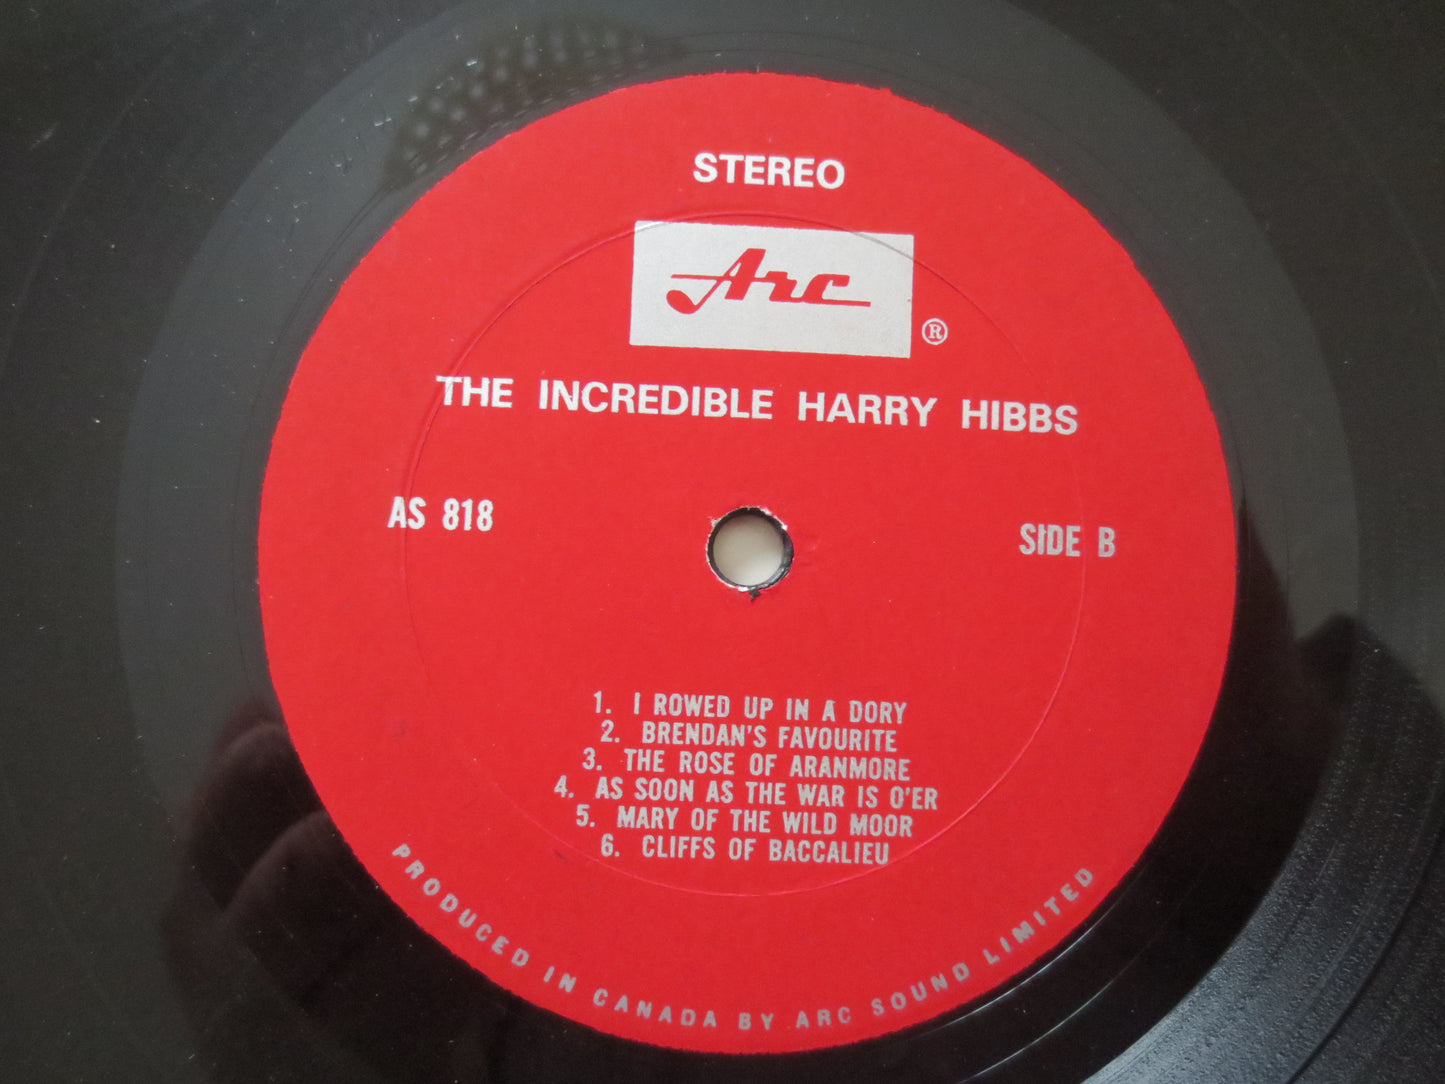 STEREO
Arc
®
THE INCREDIBLE HARRY HIBBS
AS 818
SIDE B
1. I ROWED UP IN A DORY
2. BRENDAN'S FAVOURITE
3. THE ROSE OF ARANMORE
4. AS SOON AS THE WAR IS O'ER
5. MARY OF THE WILD MOOR
6. CLIFFS OF BACCALIEU
PRODUCED IN CANADA BY ARC SOUND LIMITED